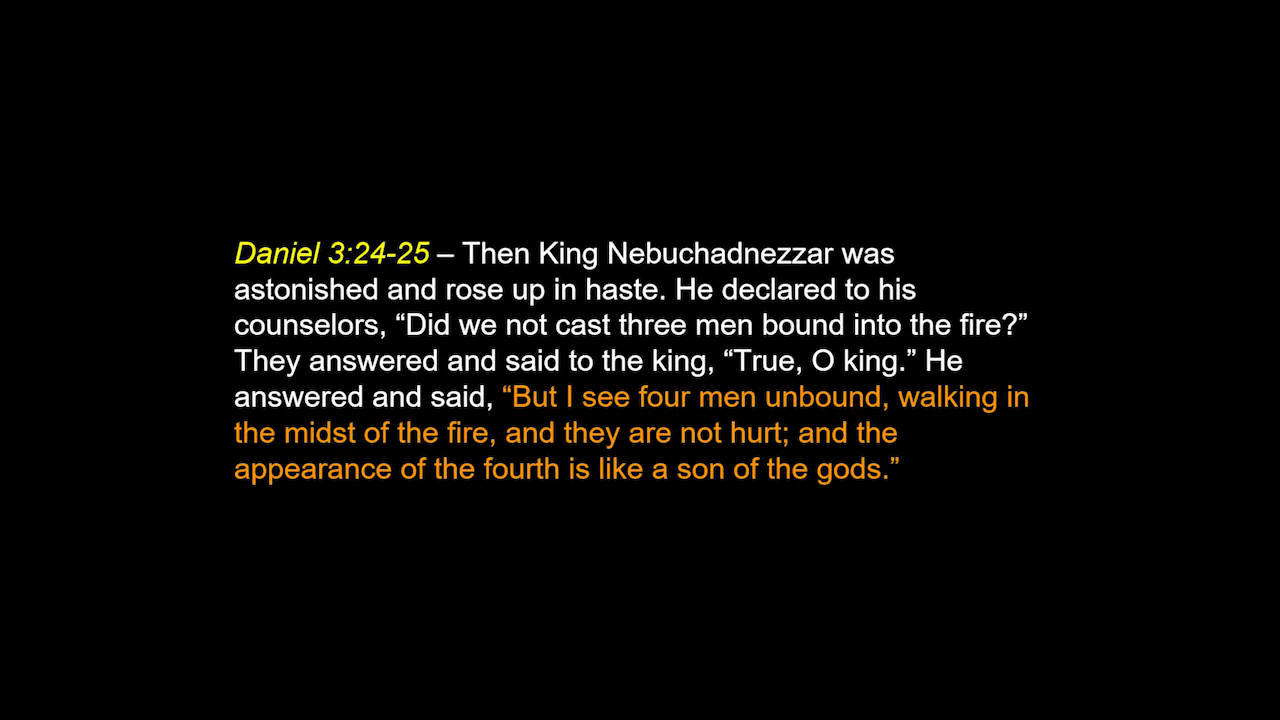 Daniel 3:24-25 – Then King Nebuchadnezzar was
astonished and rose up in haste. He declared to his
counselors, “Did we not cast three men bound into the fire?”
They answered and said to the king, “True, O king.” He
answered and said, “But I see four men unbound, walking in
the midst of the fire, and they are not hurt; and the
appearance of the fourth is like a son of the gods.”